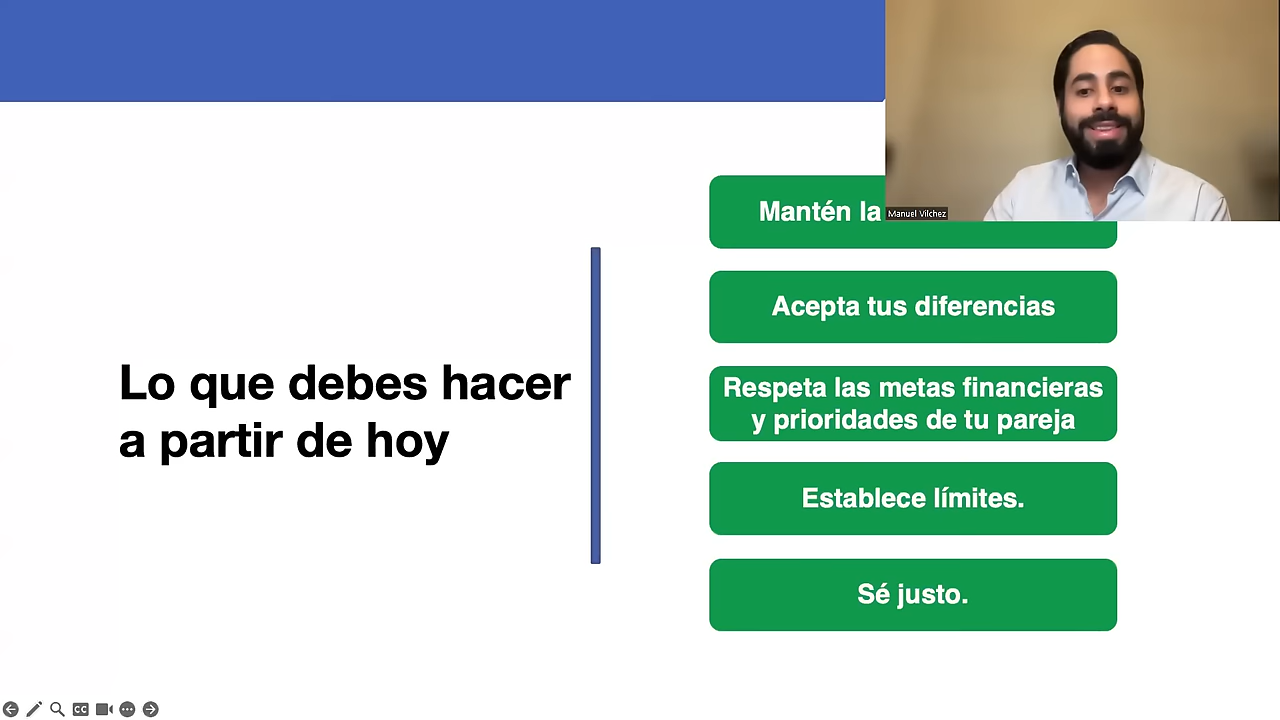 Manuel Vilchez
Mantén la
Acepta tus diferencias
Respeta las metas financieras
y prioridades de tu pareja
Lo que debes hacer
a partir de hoy
Establece límites.
Sé justo.
CC